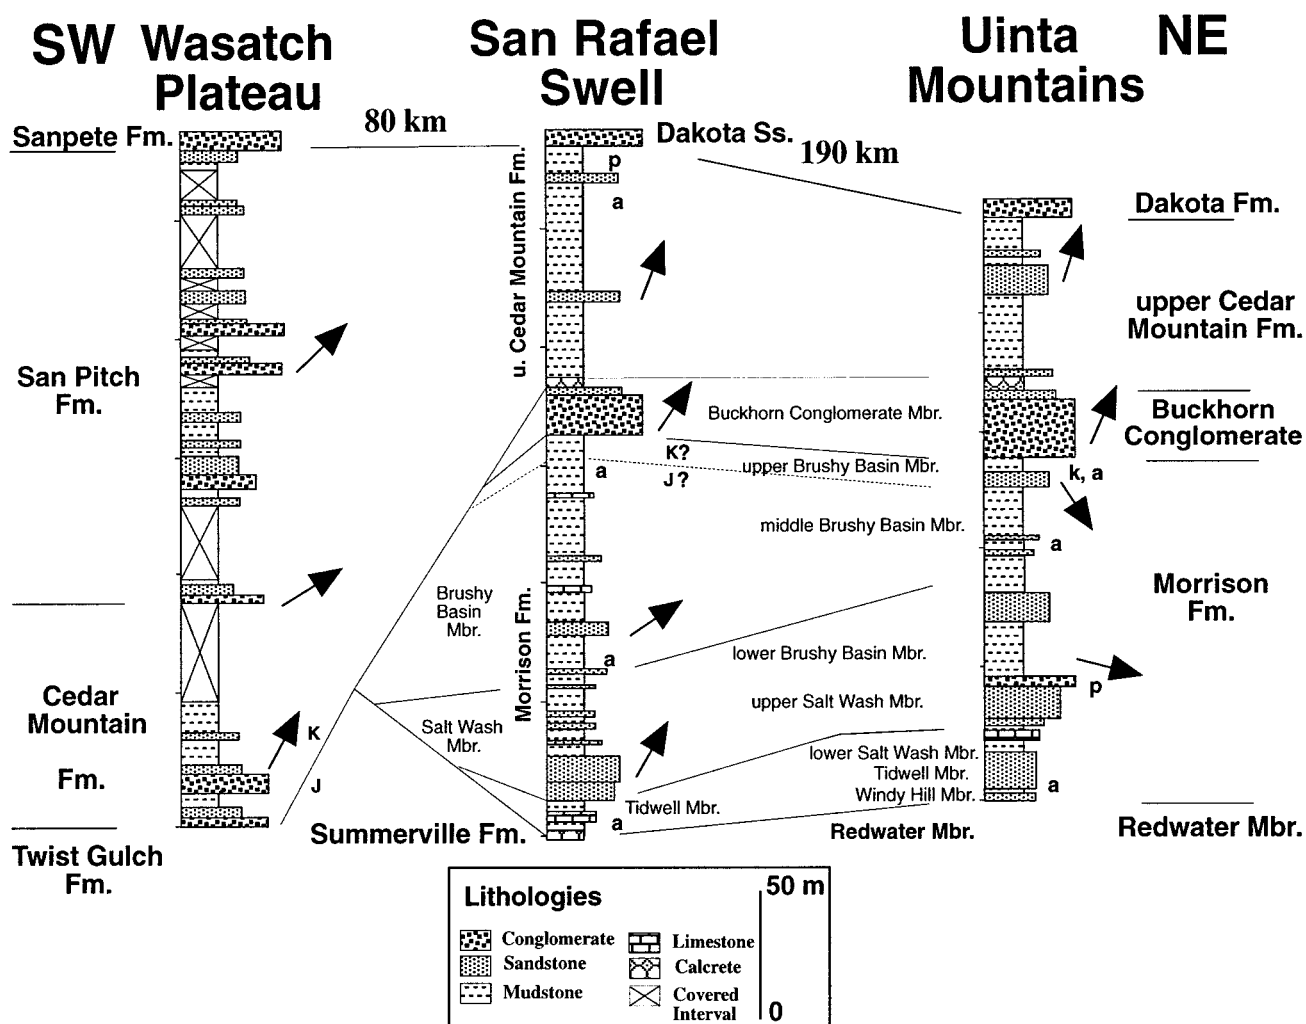 SW Wasatch Plateau
San Rafael Swell
Uinta Mountains NE
80 km
190 km
Sanpete Fm.
San Pitch
Fm.
Cedar
Mountain
Fm.
Twist Gulch
Fm.
K
J
Dakota Ss.
p
a
u. Cedar Mountain Fm.
a
Morrison Fm.
a
a
Brushy
Basin
Mbr.
Salt Wash
Mbr.
Summerville Fm.
Buckhorn Conglomerate Mbr.
K?
upper Brushy Basin Mbr.
J?
middle Brushy Basin Mbr.
lower Brushy Basin Mbr.
upper Salt Wash Mbr.
lower Salt Wash Mbr.
Tidwell Mbr.
Tidwell Mbr.
Windy Hill Mbr.
Redwater Mbr.
k, a
a
p
a
Dakota Fm.
upper Cedar
Mountain Fm.
Buckhorn
Conglomerate
Morrison
Fm.
Redwater Mbr.
Lithologies
Conglomerate
Sandstone
Mudstone
Limestone
Calcrete
Covered
Interval
50 m
0